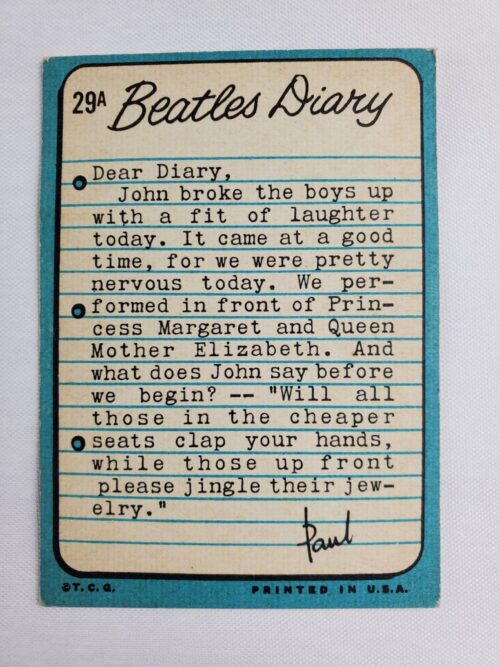 29A Beatles Diary
Dear Diary,
John broke the boys up
with a fit of laughter
today. It came at a good
time, for we were pretty
nervous today. We per-
formed in front of Prin-
cess Margaret and Queen
Mother Elizabeth. And
what does John say before
we begin? -- "Will all
those in the cheaper
seats clap your hands,
while those up front
please jingle their jew-
elry."
Paul
©T.C.G. PRINTED IN U.S.A.